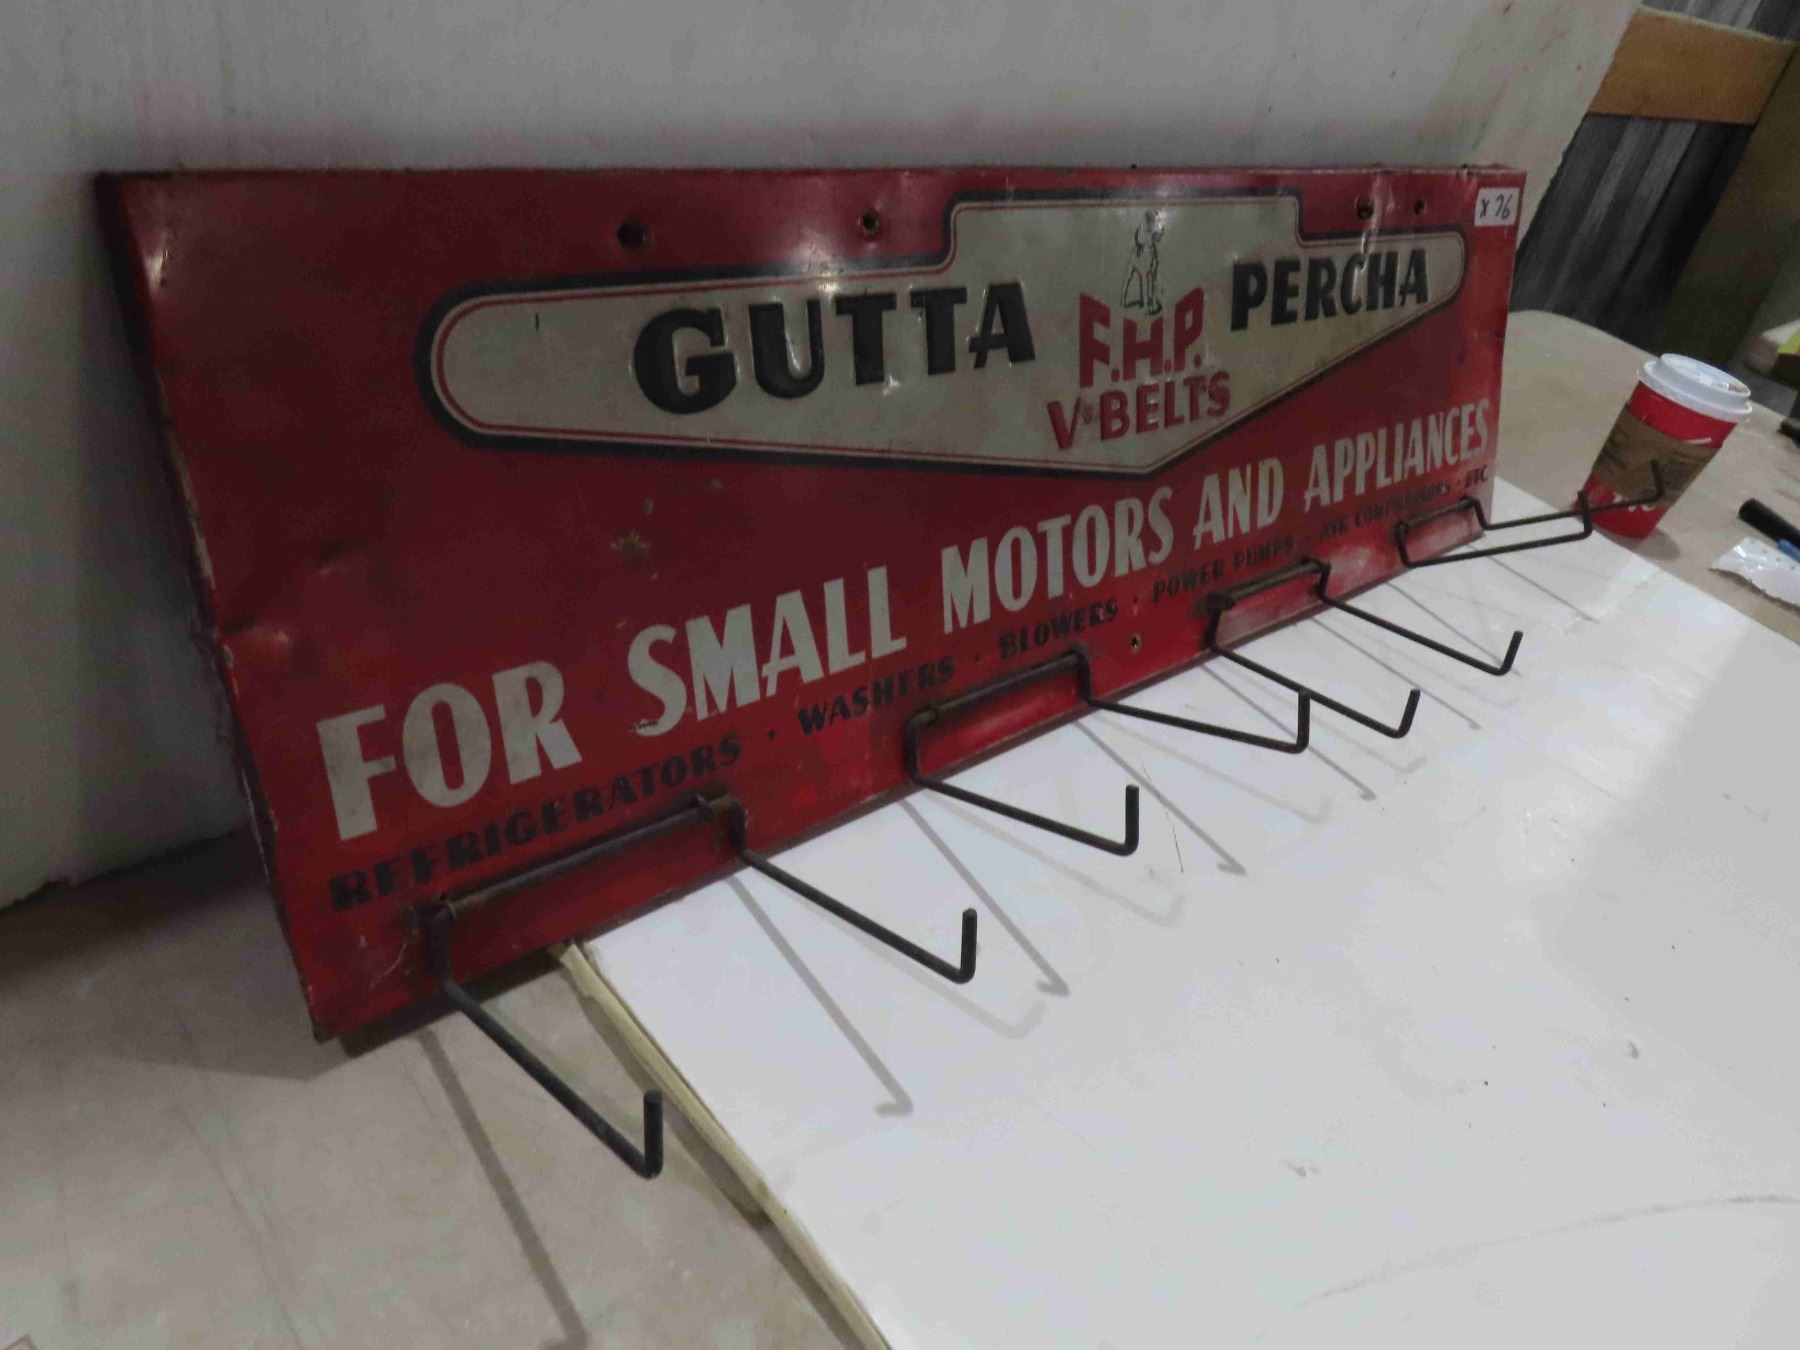 X76
GUTTA F.H.P. PERCHA
V-BELTS
FOR SMALL MOTORS AND APPLIANCES
REFRIGERATORS · WASHERS · BLOWERS · POWER PUMPS · AIR COMPRESSORS · ETC